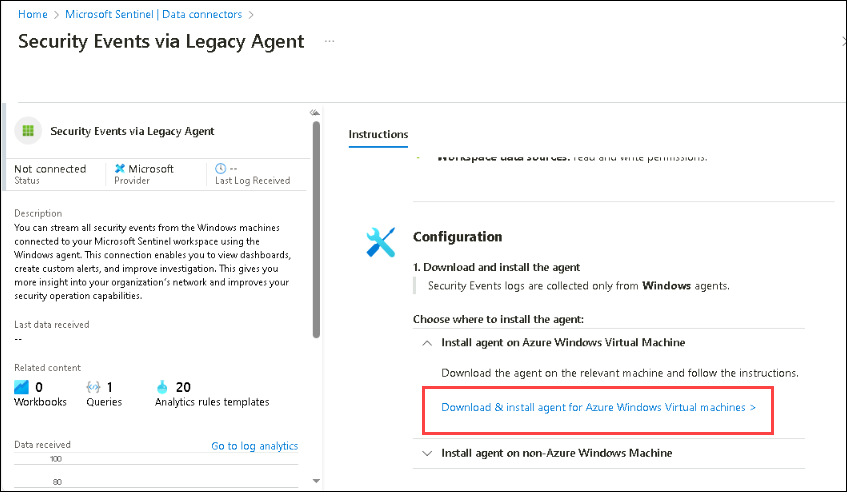 Home > Microsoft Sentinel | Data connectors >
Security Events via Legacy Agent ...
Security Events via Legacy Agent
Not connected
Status
Microsoft
Provider
--
Last Log Received
Description
You can stream all security events from the Windows machines
connected to your Microsoft Sentinel workspace using the
Windows agent. This connection enables you to view dashboards,
create custom alerts, and improve investigation. This gives you
more insight into your organization's network and improves your
security operation capabilities.
Last data received
--
Related content
0
Workbooks
1
Queries
20
Analytics rules templates
Data received
Go to log analytics
100
80
Instructions
Workspace data sources: read and write permissions.
Configuration
1. Download and install the agent
Security Events logs are collected only from Windows agents.
Choose where to install the agent:
Install agent on Azure Windows Virtual Machine
Download the agent on the relevant machine and follow the instructions.
Download & install agent for Azure Windows Virtual machines >
Install agent on non-Azure Windows Machine